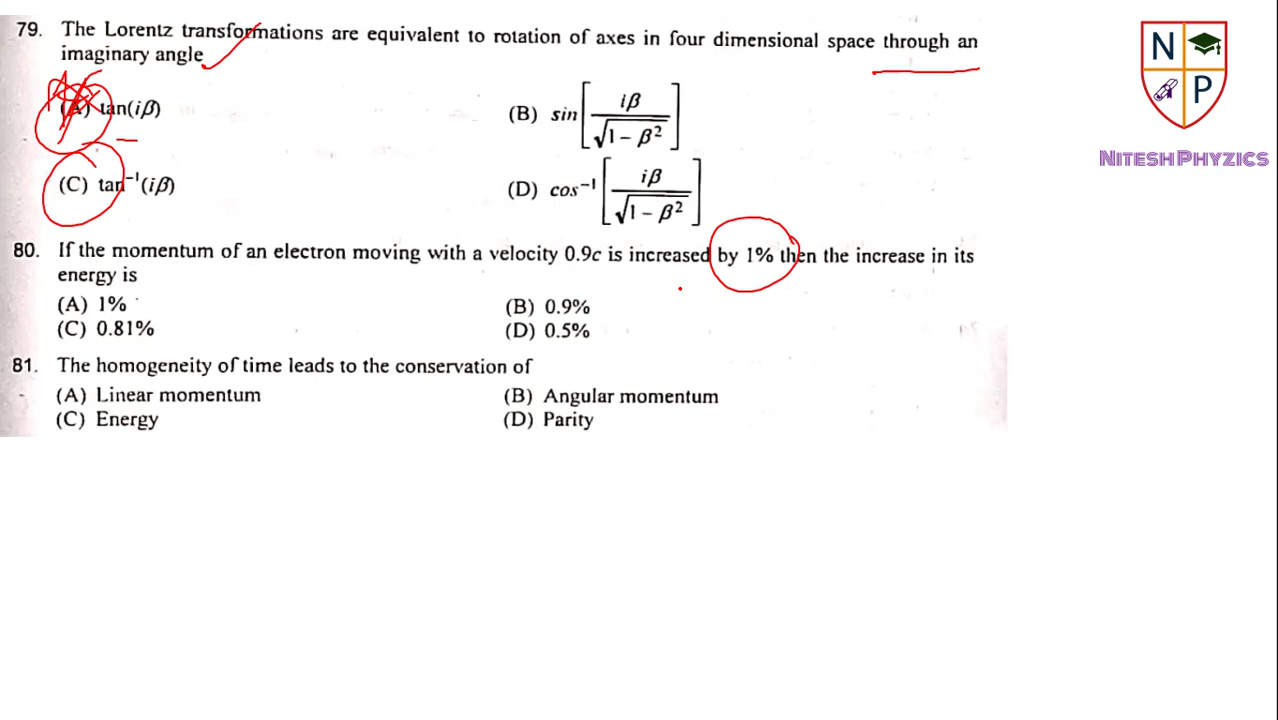 79. The Lorentz transformations are equivalent to rotation of axes in four dimensional space through an
imaginary angle
(A) tan(iβ)
(B) sin[iβ/√1 − β²]
(C) tan⁻¹(iβ)
(D) cos⁻¹[iβ/√1 − β²]
80. If the momentum of an electron moving with a velocity 0.9c is increased by 1% then the increase in its
energy is
(A) 1%
(B) 0.9%
(C) 0.81%
(D) 0.5%
81. The homogeneity of time leads to the conservation of
(A) Linear momentum
(B) Angular momentum
(C) Energy
(D) Parity
N
P
NITESH PHYZICS